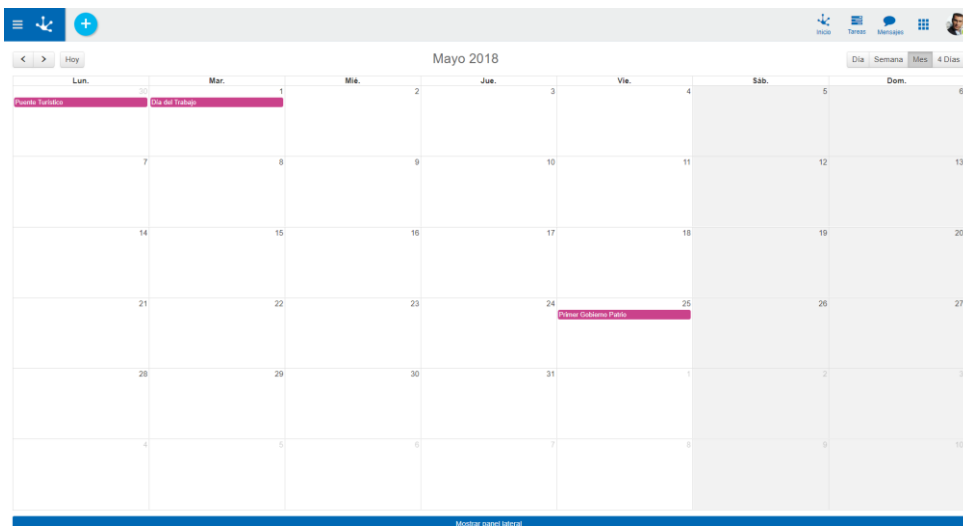 Inicio Tareas Mensajes
Hoy Mayo 2018 Día Semana Mes 4 Días
Lun. Mar. Mié. Jue. Vie. Sáb. Dom.
30 1 2 3 4 5 6
Puente Turístico Día del Trabajo
7 8 9 10 11 12 13
14 15 16 17 18 19 20
21 22 23 24 25 26 27
Primer Gobierno Patrio
28 29 30 31 1 2 3
4 5 6 7 8 9 10
Mostrar panel lateral